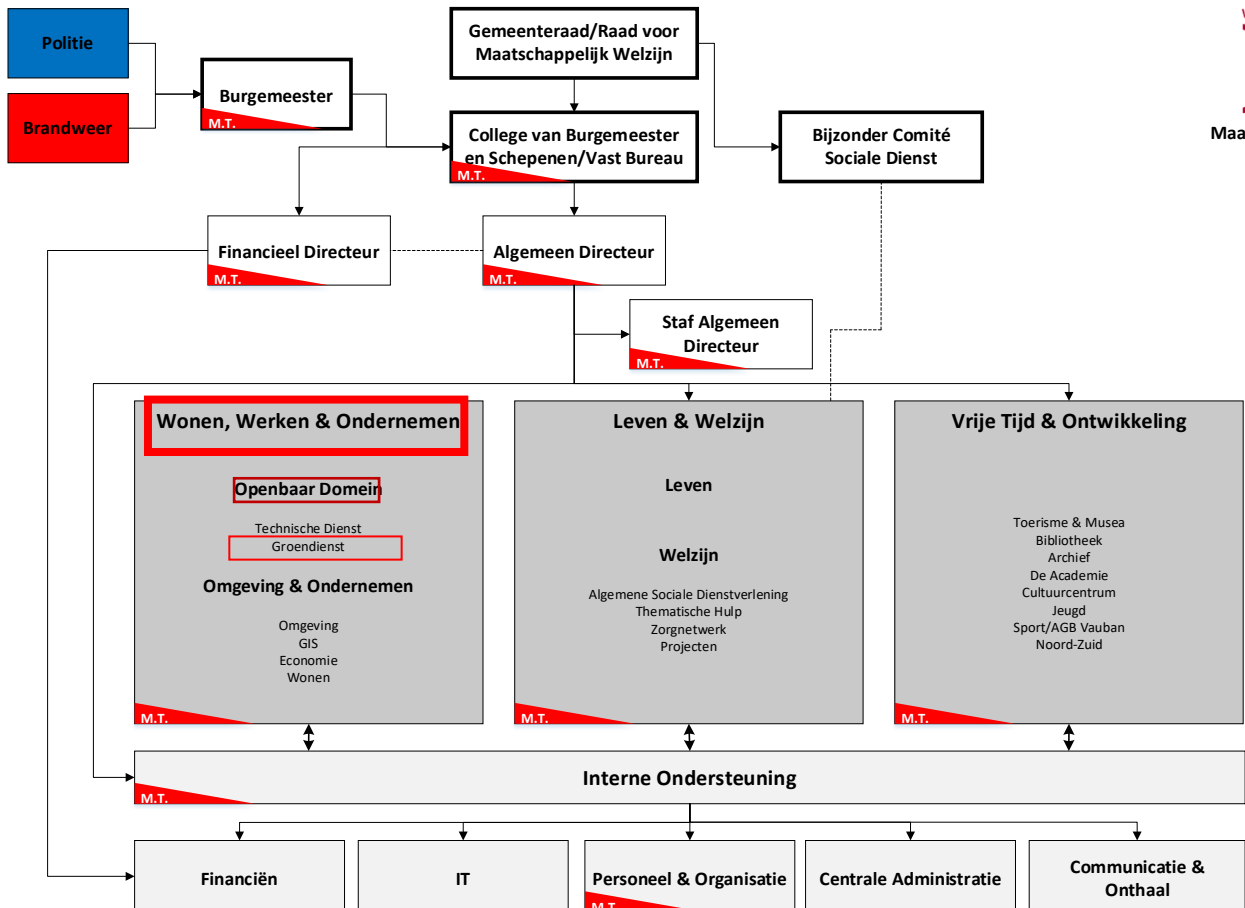 Politie
Gemeenteraad/Raad voor
Maatschappelijk Welzijn
Burgemeester
M.T.
Brandweer
College van Burgemeester
en Schepenen/Vast Bureau
M.T.
Bijzonder Comité
Sociale Dienst
Maa
Financieel Directeur
M.T.
Algemeen Directeur
M.T.
Staf Algemeen
Directeur
M.T.
Wonen, Werken & Ondernemen
Openbaar Domein
Technische Dienst
Groendienst
Omgeving & Ondernemen
Omgeving
GIS
Economie
Wonen
M.T.
Leven & Welzijn
Leven
Welzijn
Algemene Sociale Dienstverlening
Thematische Hulp
Zorgnetwerk
Projecten
M.T.
Vrije Tijd & Ontwikkeling
Toerisme & Musea
Bibliotheek
Archief
De Academie
Cultuurcentrum
Jeugd
Sport/AGB Vauban
Noord-Zuid
M.T.
Interne Ondersteuning
M.T.
Financiën
IT
Personeel & Organisatie
M.T.
Centrale Administratie
Communicatie &
Onthaal